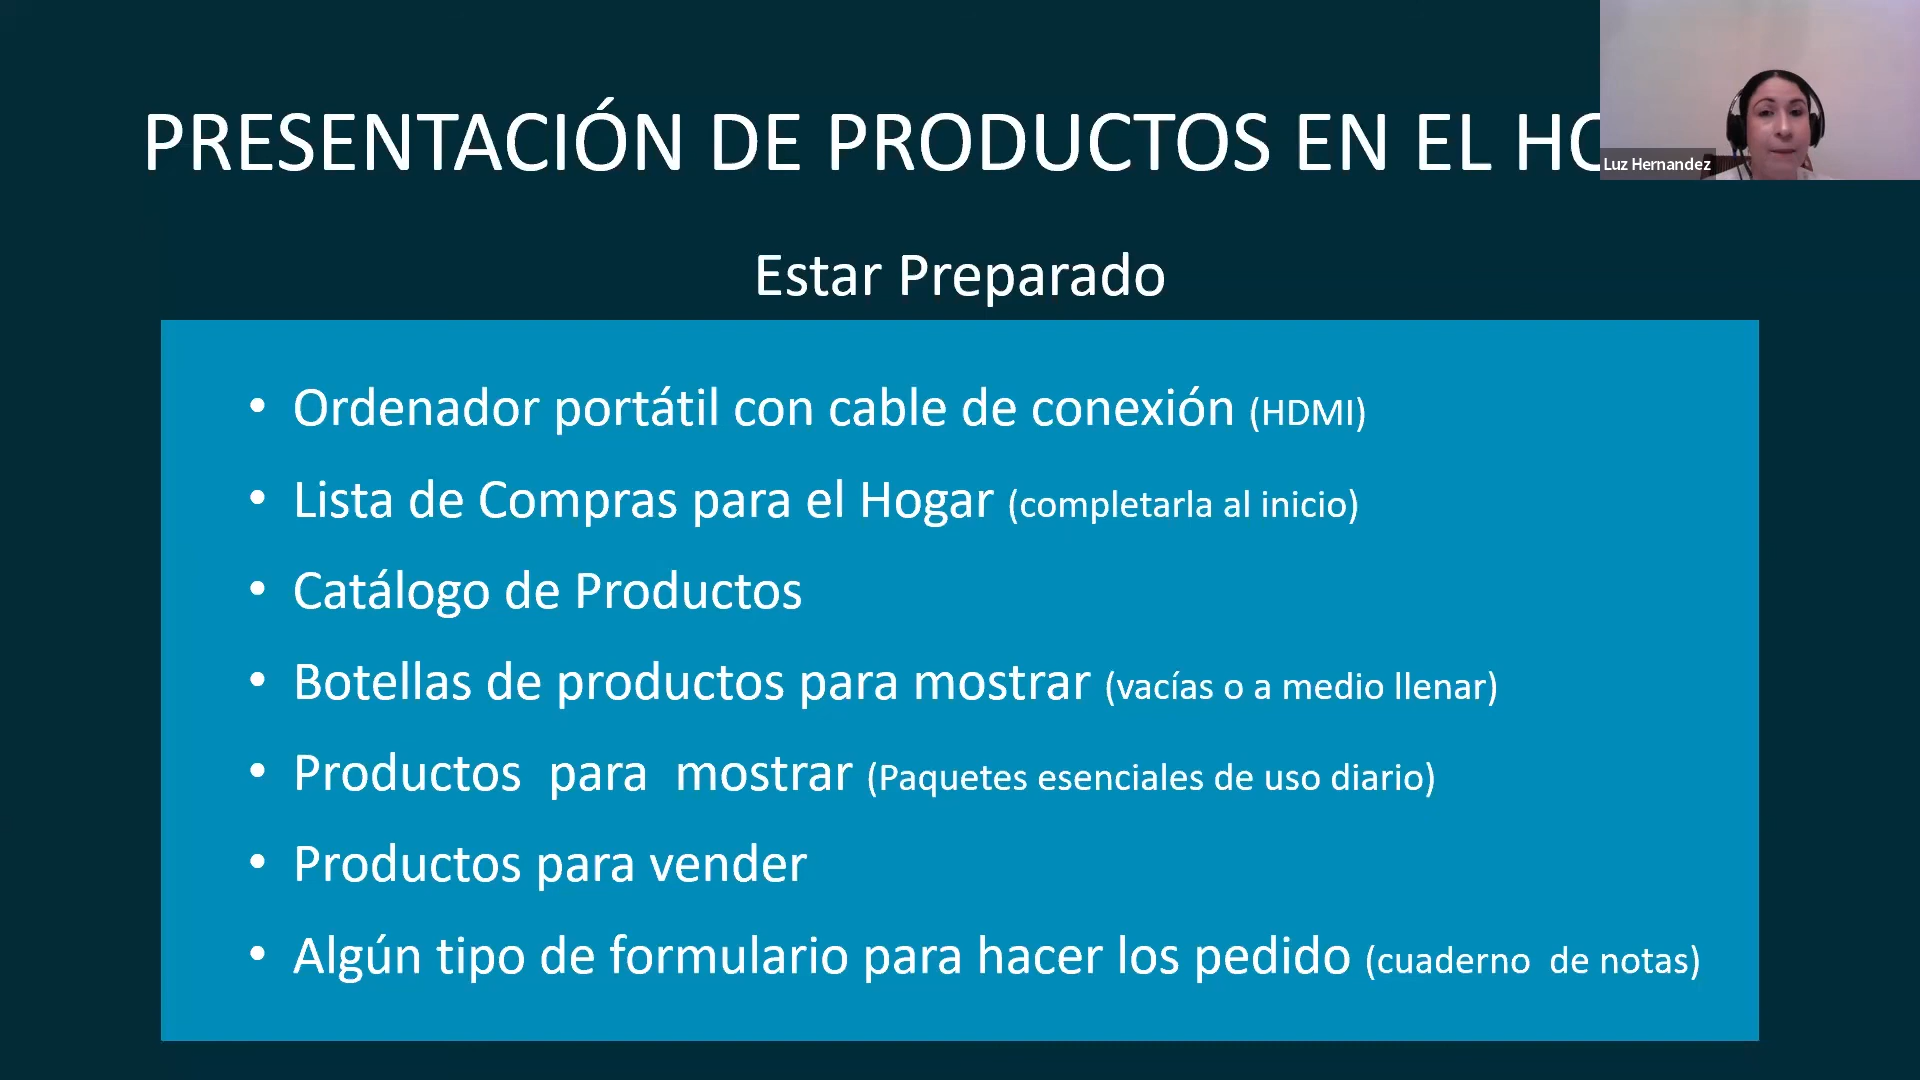 PRESENTACIÓN DE PRODUCTOS EN EL
Luz Hernandez
Estar Preparado
• Ordenador portátil con cable de conexión (HDMI)
• Lista de Compras para el Hogar (completarla al inicio)
• Catálogo de Productos
• Botellas de productos para mostrar (vacías o a medio llenar)
• Productos para mostrar (Paquetes esenciales de uso diario)
• Productos para vender
• Algún tipo de formulario para hacer los pedido (cuaderno de notas)